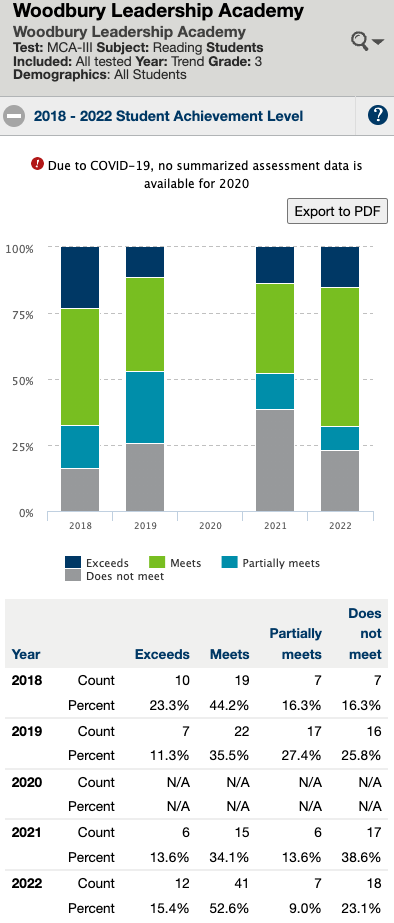 Woodbury Leadership Academy
Woodbury Leadership Academy
Test: MCA-III Subject: Reading Students
Included: All tested Year: Trend Grade: 3
Demographics: All Students
2018 - 2022 Student Achievement Level ?
! Due to COVID-19, no summarized assessment data is
available for 2020
Export to PDF
100%
75%
50%
25%
0%
2018 2019 2020 2021 2022
Exceeds Meets Partially meets
Does not meet
Does
Partially not
Year Exceeds Meets meets meet
2018 Count 10 19 7 7
Percent 23.3% 44.2% 16.3% 16.3%
2019 Count 7 22 17 16
Percent 11.3% 35.5% 27.4% 25.8%
2020 Count N/A N/A N/A N/A
Percent N/A N/A N/A N/A
2021 Count 6 15 6 17
Percent 13.6% 34.1% 13.6% 38.6%
2022 Count 12 41 7 18
Percent 15.4% 52.6% 9.0% 23.1%